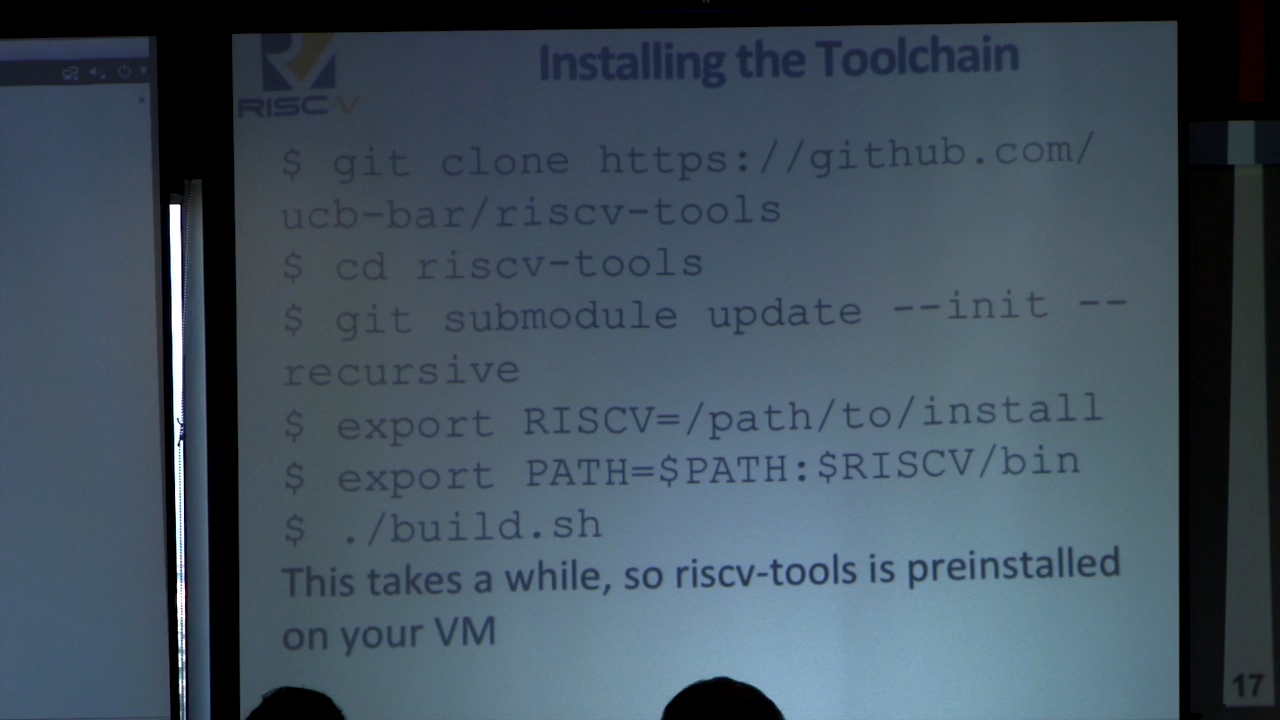 RISC-V
Installing the Toolchain
$ git clone https://github.com/
ucb-bar/riscv-tools
$ cd riscv-tools
$ git submodule update --init --
recursive
$ export RISCV=/path/to/install
$ export PATH=$PATH:$RISCV/bin
$ ./build.sh
This takes a while, so riscv-tools is preinstalled
on your VM
17